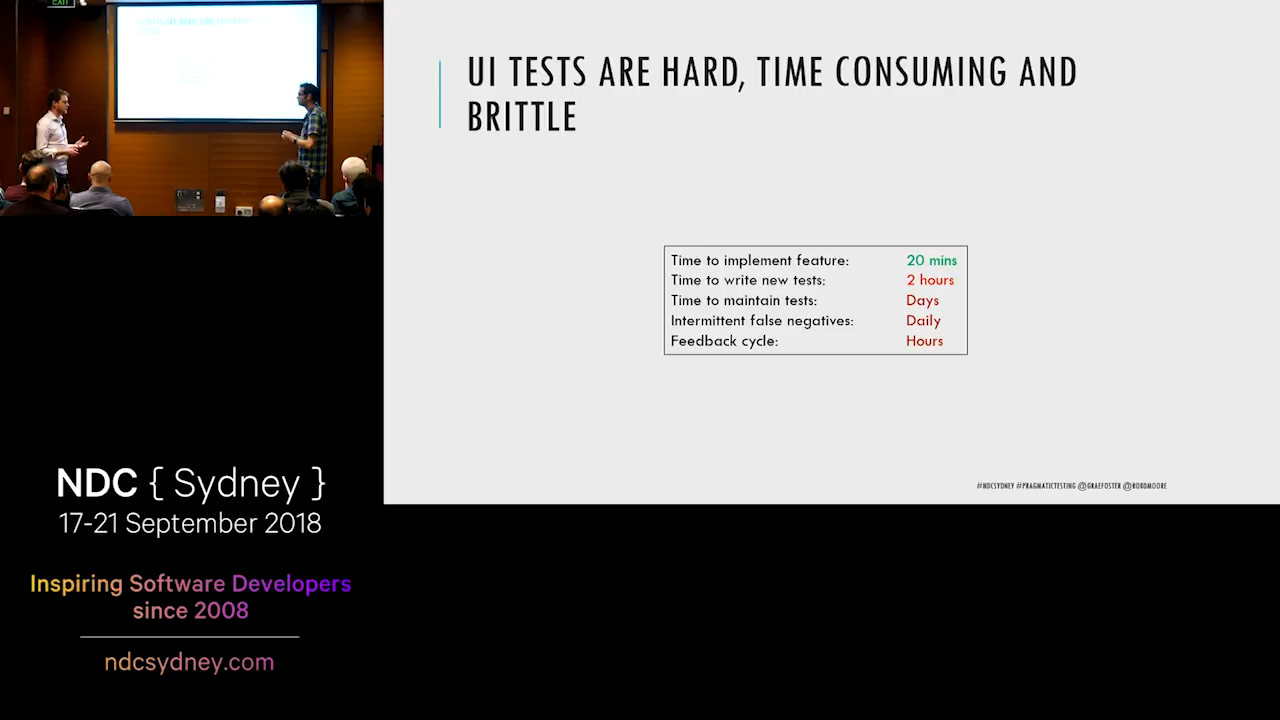 EXIT
UI TESTS ARE HARD, TIME CONSUMING AND
BRITTLE
Time to implement feature: 20 mins
Time to write new tests: 2 hours
Time to maintain tests: Days
Intermittent false negatives: Daily
Feedback cycle: Hours
#NDCSYDNEY #PRAGMATICTESTING @GRAEFOSTER @ROBDMOORE
NDC { Sydney }
17-21 September 2018
Inspiring Software Developers
since 2008
ndcsydney.com